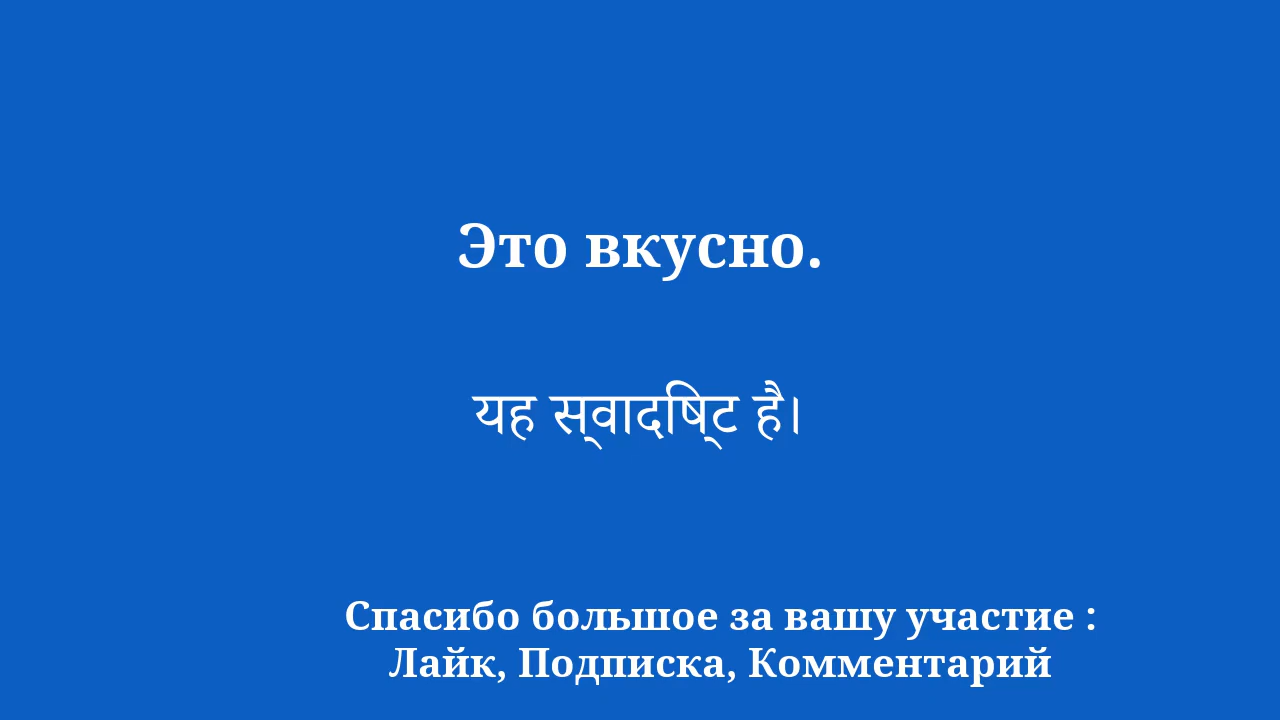 Это вкусно.
यह स्वादिष्ट है।
Спасибо большое за вашу участие :
Лайк, Подписка, Комментарий